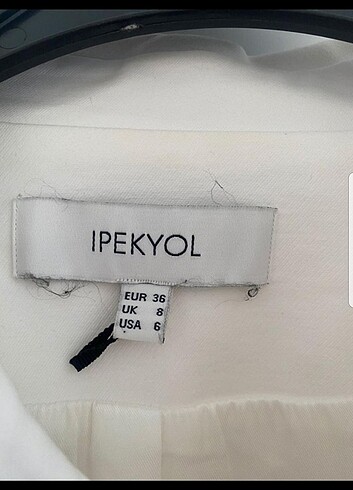 IPEKYOL
EUR 36
UK 8
USA 6